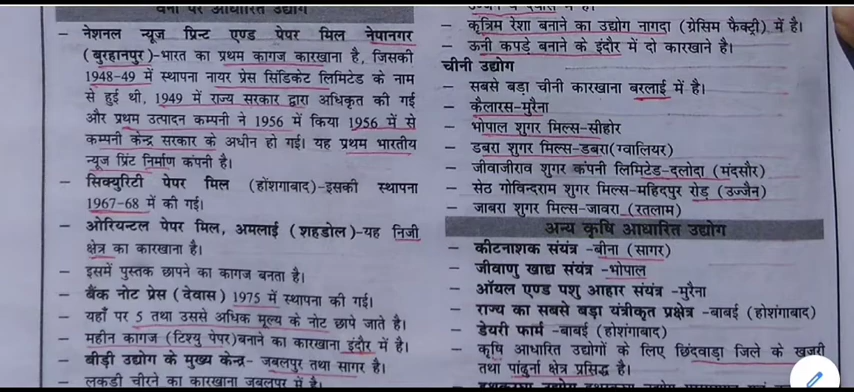 वनों पर आधारित उद्योग
– नेशनल न्यूज प्रिन्ट एण्ड पेपर मिल नेपानगर
(बुरहानपुर)-भारत का प्रथम कागज कारखाना है, जिसकी
1948-49 में स्थापना नायर प्रेस सिंडिकेट लिमिटेड के नाम
से हुई थी, 1949 में राज्य सरकार द्वारा अधिकृत की गई
और प्रथम उत्पादन कम्पनी ने 1956 में किया 1956 में से
कम्पनी केन्द्र सरकार के अधीन हो गई। यह प्रथम भारतीय
न्यूज प्रिंट निर्माण कंपनी है।
– सिक्युरिटी पेपर मिल (होंशगाबाद)-इसकी स्थापना
1967-68 में की गई।
– ओरियन्टल पेपर मिल, अमलाई (शहडोल)-यह निजी
क्षेत्र का कारखाना है।
– इसमें पुस्तक छापने का कागज बनता है।
– बैंक नोट प्रेस (देवास) 1975 में स्थापना की गई।
– यहाँ पर 5 तथा उससे अधिक मूल्य के नोट छापे जाते है।
– महीन कागज (टिश्यु पेपर)बनाने का कारखाना इंदौर में है।
– बीड़ी उद्योग के मुख्य केन्द्र- जबलपुर तथा सागर है।
– लकड़ी चीरने का कारखाना जबलपुर में है।
– कृत्रिम रेशा बनाने का उद्योग नागदा (ग्रेसिम फैक्ट्री) में है।
– ऊनी कपड़े बनाने के इंदौर में दो कारखाने है।
चीनी उद्योग
– सबसे बड़ा चीनी कारखाना बरलाई में है।
– कैलारस-मुरैना
– भोपाल शुगर मिल्स-सीहोर
– डबरा शुगर मिल्स-डबरा(ग्वालियर)
– जीवाजीराव शुगर कंपनी लिमिटेड-दलोदा (मंदसौर)
– सेठ गोविन्दराम शुगर मिल्स-महिदपुर रोड़ (उज्जैन)
– जाबरा शुगर मिल्स-जावरा (रतलाम)
अन्य कृषि आधारित उद्योग
– कीटनाशक संयंत्र -बीना (सागर)
– जीवाणु खाद्य संयंत्र -भोपाल
– ऑयल एण्ड पशु आहार संयंत्र -मुरैना
– राज्य का सबसे बड़ा यंत्रीकृत प्रक्षेत्र -बाबई (होशंगाबाद)
– डेयरी फार्म -बाबई (होशंगाबाद)
– कृषि आधारित उद्योगों के लिए छिंदवाड़ा जिले के खजरी
तथा पांदुर्ना क्षेत्र प्रसिद्ध है।